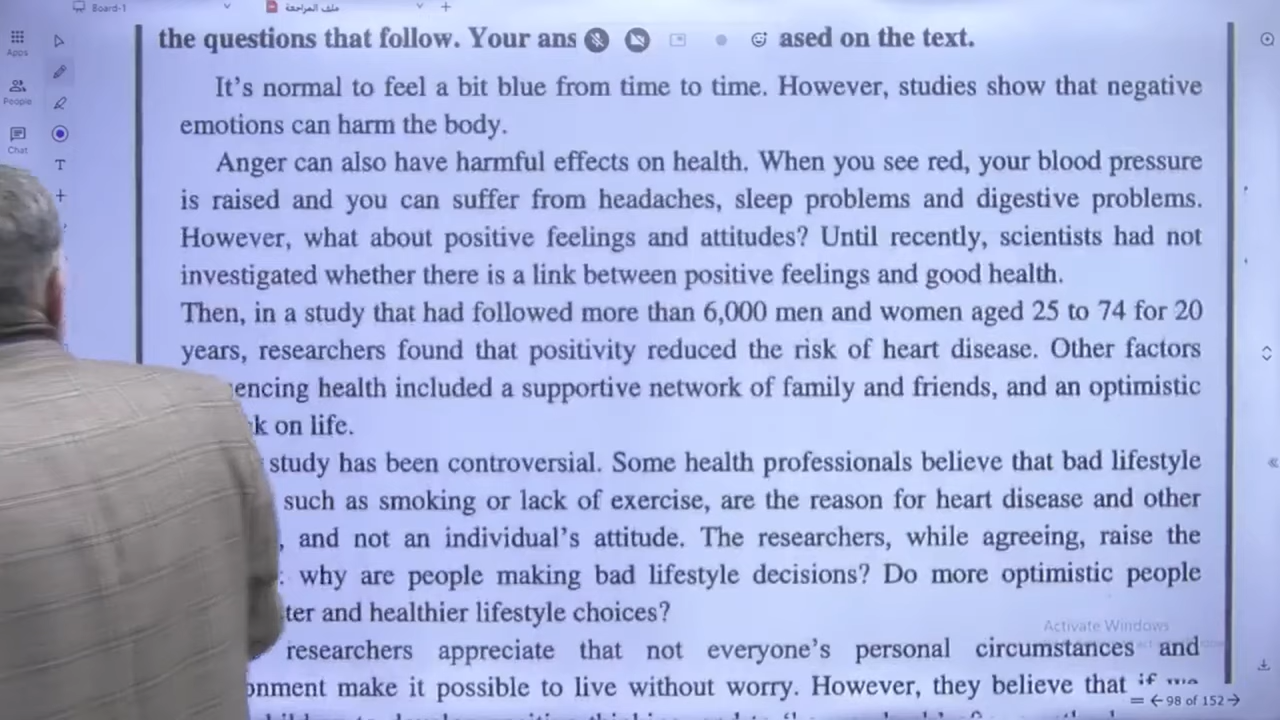 Board-1
ملف المراجعة
the questions that follow. Your ans ased on the text.
It's normal to feel a bit blue from time to time. However, studies show that negative
emotions can harm the body.
Anger can also have harmful effects on health. When you see red, your blood pressure
is raised and you can suffer from headaches, sleep problems and digestive problems.
However, what about positive feelings and attitudes? Until recently, scientists had not
investigated whether there is a link between positive feelings and good health.
Then, in a study that had followed more than 6,000 men and women aged 25 to 74 for 20
years, researchers found that positivity reduced the risk of heart disease. Other factors
encing health included a supportive network of family and friends, and an optimistic
k on life.
study has been controversial. Some health professionals believe that bad lifestyle
such as smoking or lack of exercise, are the reason for heart disease and other
, and not an individual's attitude. The researchers, while agreeing, raise the
: why are people making bad lifestyle decisions? Do more optimistic people
ter and healthier lifestyle choices?
researchers appreciate that not everyone's personal circumstances and
onment make it possible to live without worry. However, they believe that if
Apps
People
Chat
T
Activate Windows
98 of 152